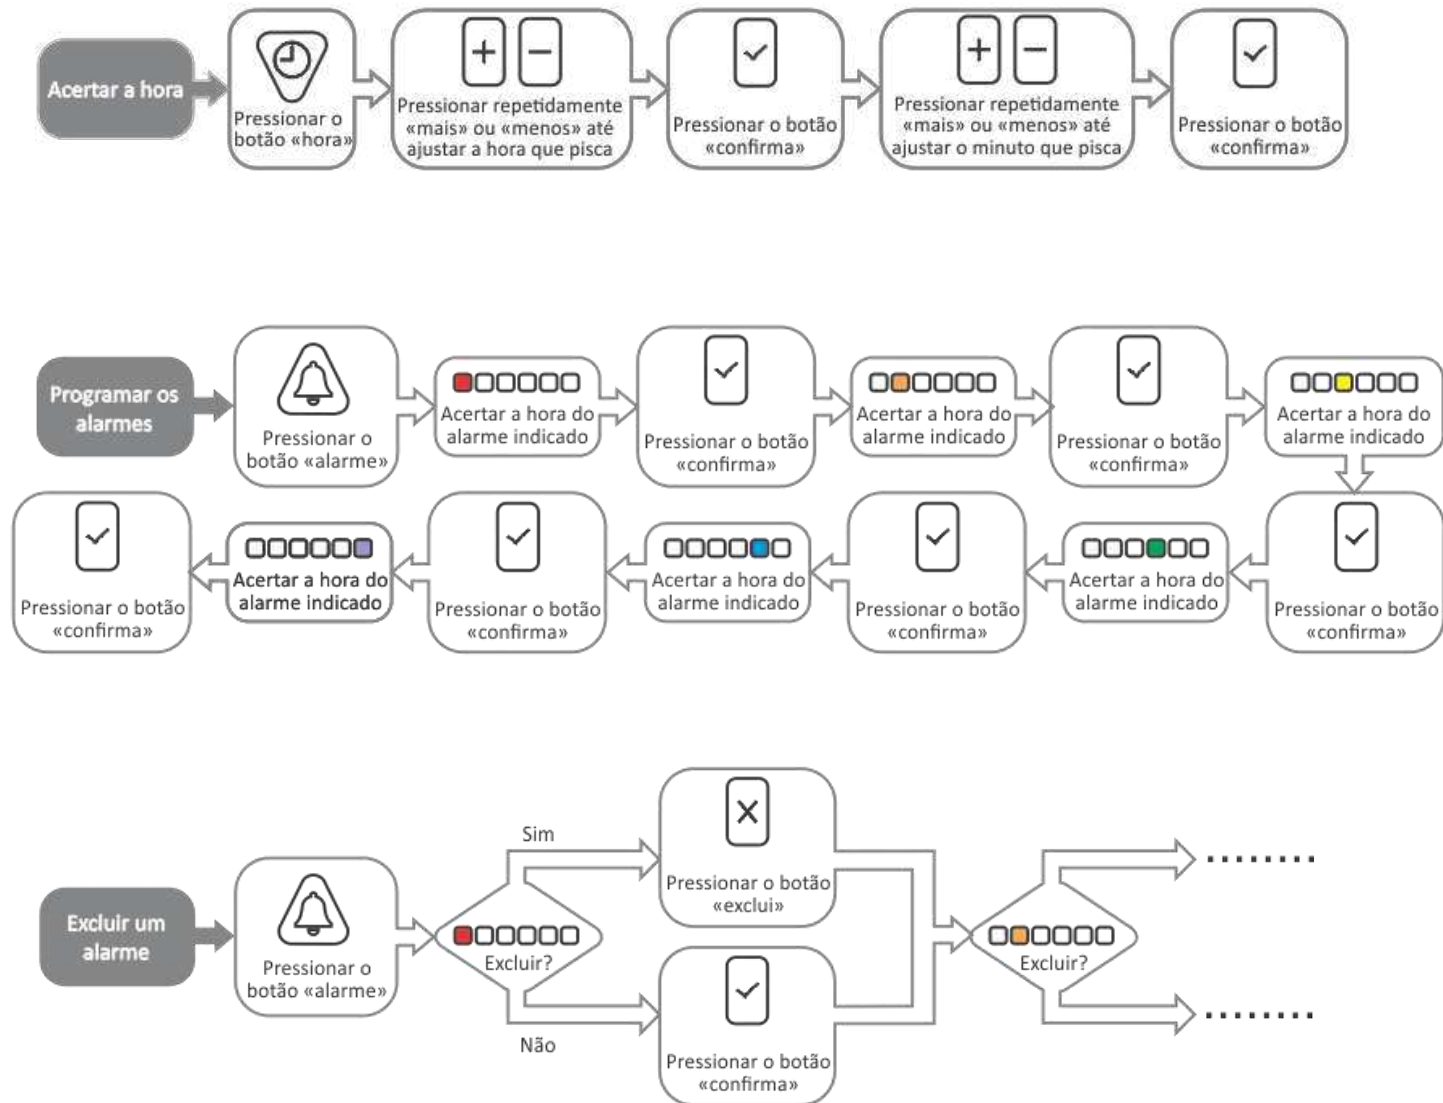 Acertar a hora
Pressionar o
botão «hora»
Pressionar repetidamente
«mais» ou «menos» até
ajustar a hora que pisca
Pressionar o botão
«confirma»
Pressionar repetidamente
«mais» ou «menos» até
ajustar o minuto que pisca
Pressionar o botão
«confirma»
Programar os
alarmes
Pressionar o
botão «alarme»
Acertar a hora do
alarme indicado
Pressionar o botão
«confirma»
Acertar a hora do
alarme indicado
Pressionar o botão
«confirma»
Acertar a hora do
alarme indicado
Pressionar o botão
«confirma»
Acertar a hora do
alarme indicado
Pressionar o botão
«confirma»
Acertar a hora do
alarme indicado
Pressionar o botão
«confirma»
Acertar a hora do
alarme indicado
Pressionar o botão
«confirma»
Excluir um
alarme
Pressionar o
botão «alarme»
Excluir?
Sim
Pressionar o botão
«exclui»
Não
Pressionar o botão
«confirma»
Excluir?
........
........